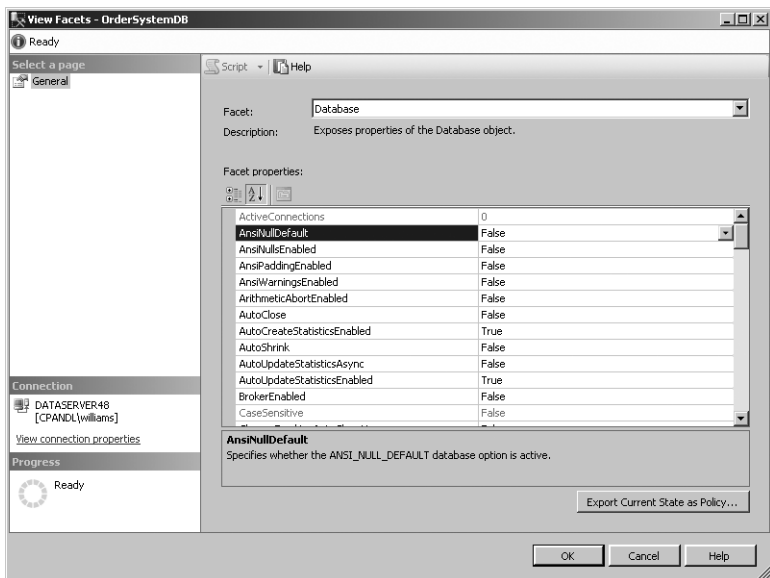 View Facets - OrderSystemDB
Ready
Select a page
General
Script
Help
Facet: Database
Description: Exposes properties of the Database object.
Facet properties:
ActiveConnections 0
AnsiNullDefault False
AnsiNullsEnabled False
AnsiPaddingEnabled False
AnsiWarningsEnabled False
ArithmeticAbortEnabled False
AutoClose False
AutoCreateStatisticsEnabled True
AutoShrink False
AutoUpdateStatisticsAsync False
AutoUpdateStatisticsEnabled True
BrokerEnabled False
CaseSensitive False
AnsiNullDefault
Specifies whether the ANSI_NULL_DEFAULT database option is active.
Connection
DATASERVER48
[CPANDL\williams]
View connection properties
Progress
Ready
Export Current State as Policy...
OK Cancel Help